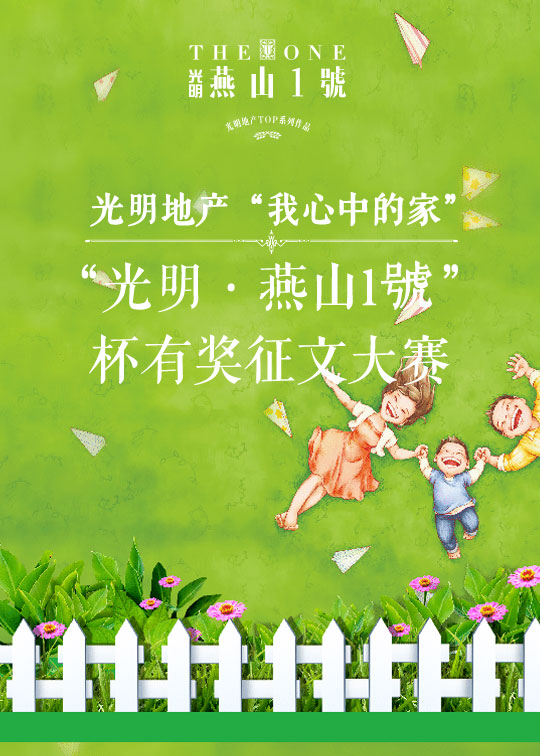 THE ONE
光明 燕山1號
光明地产TOP系列作品
光明地产“我心中的家”
“光明·燕山1號”
杯有奖征文大赛